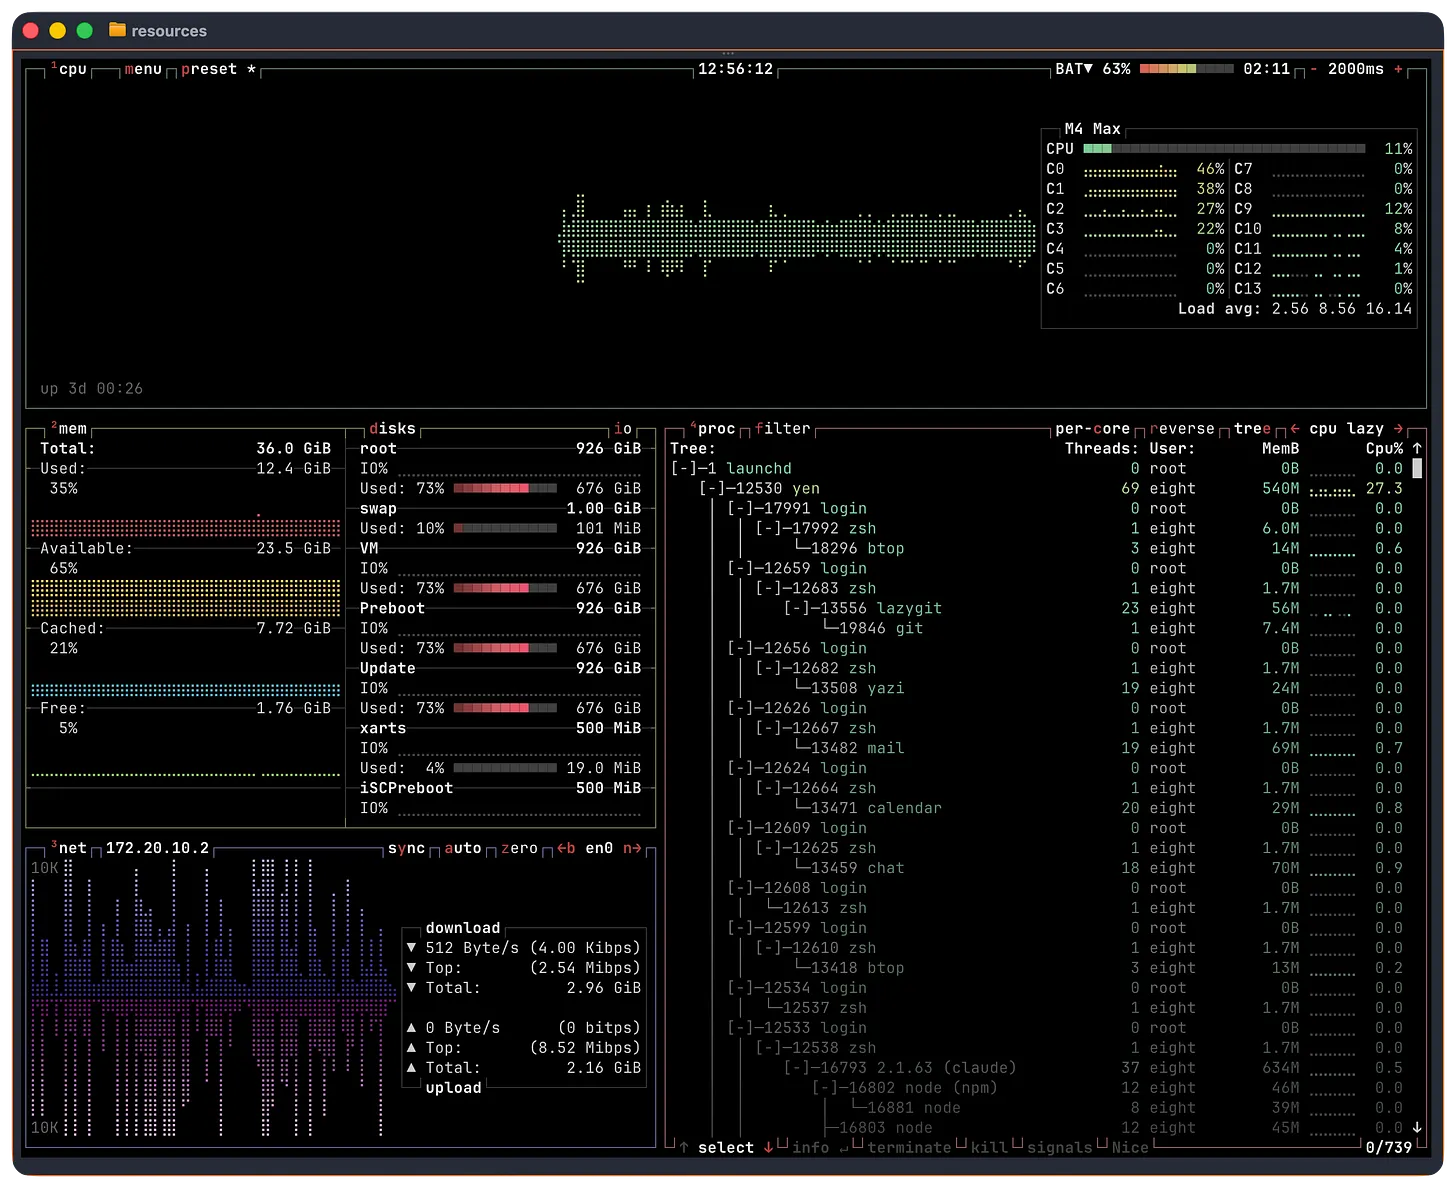 resources
¹cpu menu preset * 12:56:12 BAT▼ 63% 02:11 - 2000ms +
M4 Max
CPU 11%
C0 46% C7 0%
C1 38% C8 0%
C2 27% C9 12%
C3 22% C10 8%
C4 0% C11 4%
C5 0% C12 1%
C6 0% C13 0%
Load avg: 2.56 8.56 16.14
up 3d 00:26
²mem
Total: 36.0 GiB
Used: 12.4 GiB
35%
Available: 23.5 GiB
65%
Cached: 7.72 GiB
21%
Free: 1.76 GiB
5%
disks io
root 926 GiB
IO%
Used: 73% 676 GiB
swap 1.00 GiB
Used: 10% 101 MiB
VM 926 GiB
IO%
Used: 73% 676 GiB
Preboot 926 GiB
IO%
Used: 73% 676 GiB
Update 926 GiB
IO%
Used: 73% 676 GiB
xarts 500 MiB
IO%
Used: 4% 19.0 MiB
iSCPreboot 500 MiB
IO%
³net 172.20.10.2 sync auto zero ←b en0 n→
10K
download
▼ 512 Byte/s (4.00 Kibps)
▼ Top: (2.54 Mibps)
▼ Total: 2.96 GiB
▲ 0 Byte/s (0 bitps)
▲ Top: (8.52 Mibps)
▲ Total: 2.16 GiB
upload
10K
⁴proc filter per-core reverse tree ← cpu lazy →
Tree: Threads: User: MemB Cpu% ↑
[-]─1 launchd 0 root 0B 0.0
[-]─12530 yen 69 eight 540M 27.3
[-]─17991 login 0 root 0B 0.0
[-]─17992 zsh 1 eight 6.0M 0.0
└─18296 btop 3 eight 14M 0.6
[-]─12659 login 0 root 0B 0.0
[-]─12683 zsh 1 eight 1.7M 0.0
[-]─13556 lazygit 23 eight 56M 0.0
└─19846 git 1 eight 7.4M 0.0
[-]─12656 login 0 root 0B 0.0
[-]─12682 zsh 1 eight 1.7M 0.0
└─13508 yazi 19 eight 24M 0.0
[-]─12626 login 0 root 0B 0.0
[-]─12667 zsh 1 eight 1.7M 0.0
└─13482 mail 19 eight 69M 0.7
[-]─12624 login 0 root 0B 0.0
[-]─12664 zsh 1 eight 1.7M 0.0
└─13471 calendar 20 eight 29M 0.8
[-]─12609 login 0 root 0B 0.0
[-]─12625 zsh 1 eight 1.7M 0.0
└─13459 chat 18 eight 70M 0.9
[-]─12608 login 0 root 0B 0.0
└─12613 zsh 1 eight 1.7M 0.0
[-]─12599 login 0 root 0B 0.0
[-]─12610 zsh 1 eight 1.7M 0.0
└─13418 btop 3 eight 13M 0.2
[-]─12534 login 0 root 0B 0.0
└─12537 zsh 1 eight 1.7M 0.0
[-]─12533 login 0 root 0B 0.0
[-]─12538 zsh 1 eight 1.7M 0.0
[-]─16793 2.1.63 (claude) 37 eight 634M 0.5
[-]─16802 node (npm) 12 eight 46M 0.0
└─16881 node 8 eight 39M 0.0
├─16803 node 12 eight 45M 0.0 ↓
↑ select ↓ info ↵ terminate kill signals Nice 0/739